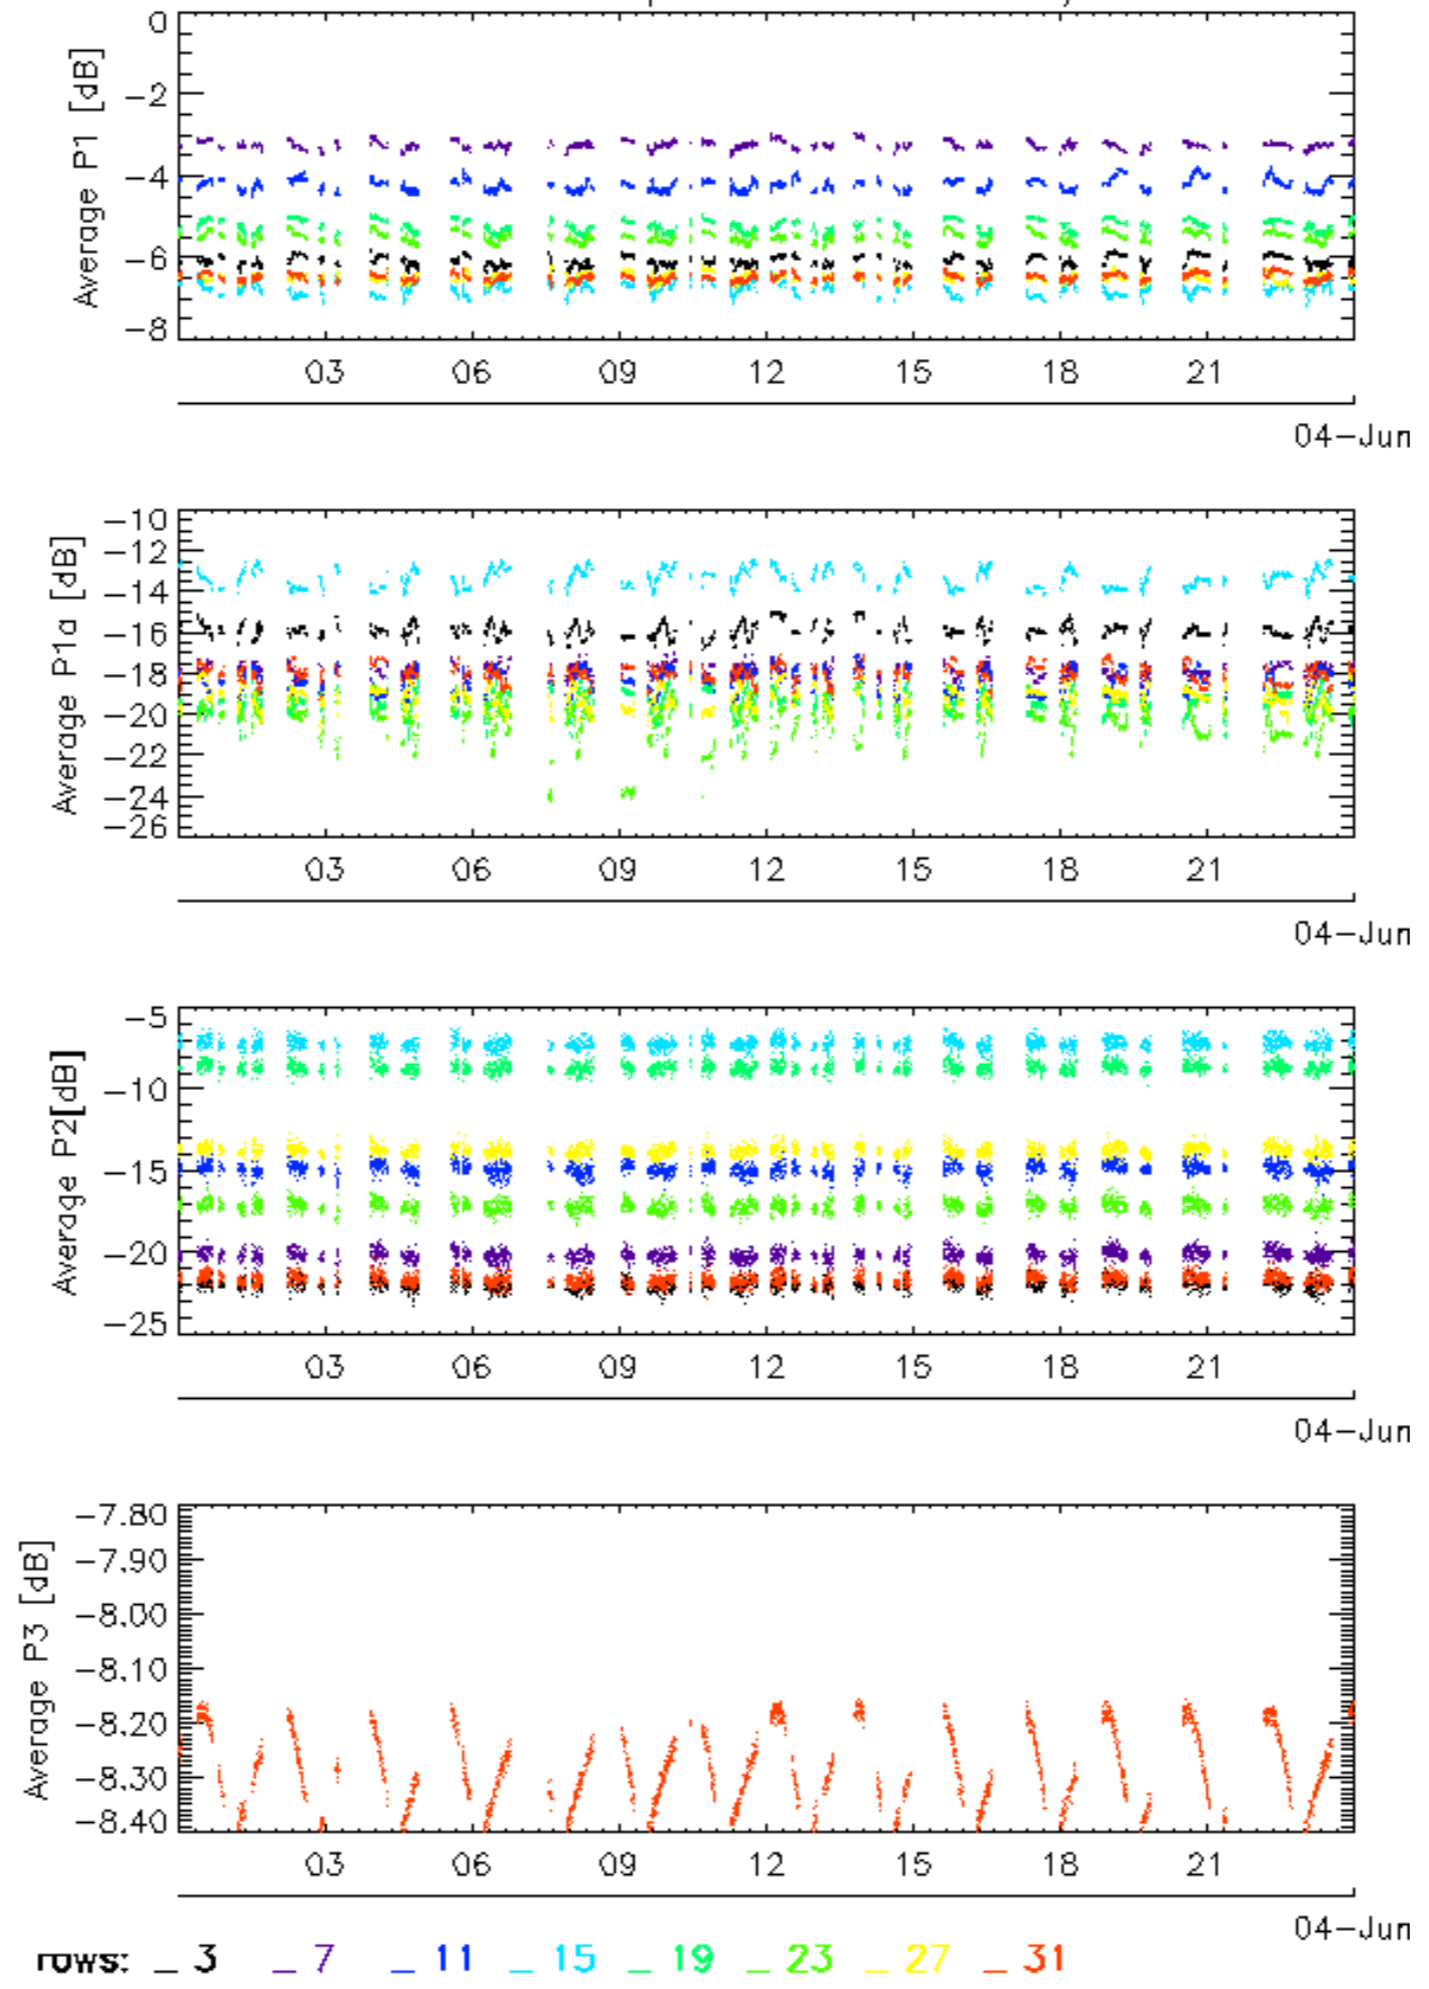 0
-2
-4
-6
-8
Average P1 [dB]
03 06 09 12 15 18 21
04-Jun
-10
-12
-14
-16
-18
-20
-22
-24
-26
Average P1a [dB]
03 06 09 12 15 18 21
04-Jun
-5
-10
-15
-20
-25
Average P2[dB]
03 06 09 12 15 18 21
04-Jun
-7.80
-7.90
-8.00
-8.10
-8.20
-8.30
-8.40
Average P3 [dB]
03 06 09 12 15 18 21
04-Jun
rows: _ 3 _ 7 _ 11 _ 15 _ 19 _ 23 _ 27 _ 31